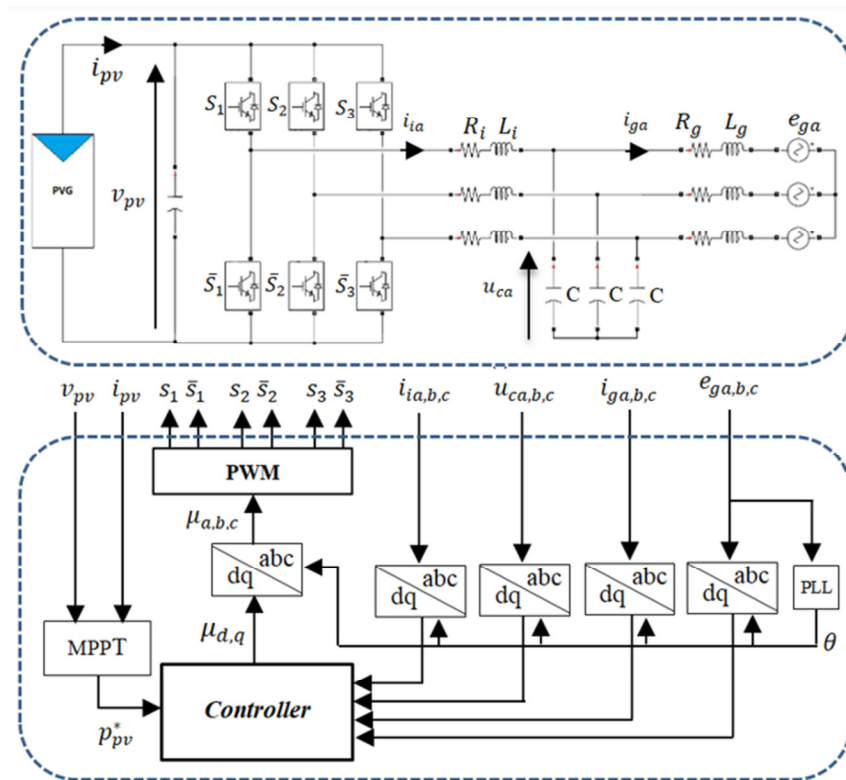 i_pv
S_1 S_2 S_3
i_ia R_i L_i i_ga R_g L_g e_ga
PVG
v_pv
S̄_1 S̄_2 S̄_3
u_ca
C C C
v_pv i_pv s_1 s̄_1 s_2 s̄_2 s_3 s̄_3 i_ia,b,c u_ca,b,c i_ga,b,c e_ga,b,c
PWM
μ_a,b,c
abc
dq
abc abc abc abc
dq dq dq dq
PLL
MPPT
μ_d,q
θ
Controller
p*_pv